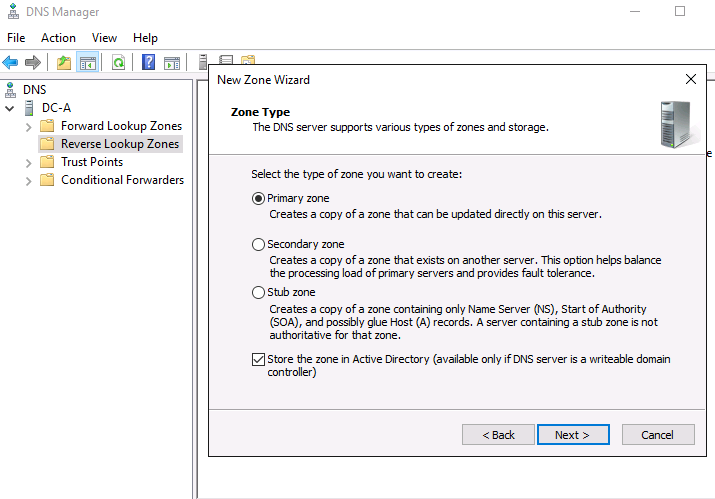 DNS Manager
File Action View Help
DNS
DC-A
Forward Lookup Zones
Reverse Lookup Zones
Trust Points
Conditional Forwarders
New Zone Wizard
Zone Type
The DNS server supports various types of zones and storage.
Select the type of zone you want to create:
Primary zone
Creates a copy of a zone that can be updated directly on this server.
Secondary zone
Creates a copy of a zone that exists on another server. This option helps balance
the processing load of primary servers and provides fault tolerance.
Stub zone
Creates a copy of a zone containing only Name Server (NS), Start of Authority
(SOA), and possibly glue Host (A) records. A server containing a stub zone is not
authoritative for that zone.
Store the zone in Active Directory (available only if DNS server is a writeable domain
controller)
< Back Next > Cancel